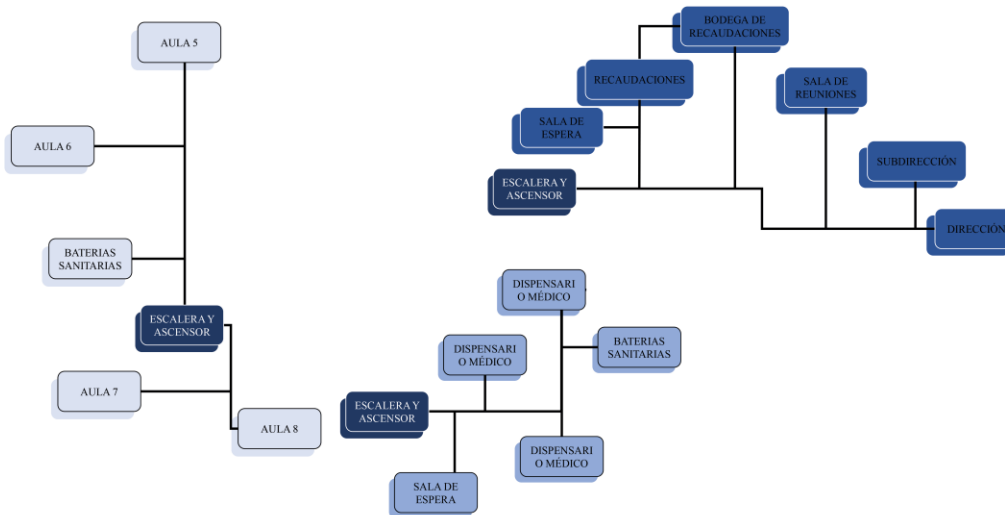 AULA 5
AULA 6
BATERIAS
SANITARIAS
ESCALERA Y
ASCENSOR
AULA 7
AULA 8
BODEGA DE
RECAUDACIONES
RECAUDACIONES
SALA DE
REUNIONES
SALA DE
ESPERA
SUBDIRECCIÓN
ESCALERA Y
ASCENSOR
DIRECCIÓN
DISPENSARI
O MÉDICO
DISPENSARI
O MÉDICO
BATERIAS
SANITARIAS
ESCALERA Y
ASCENSOR
DISPENSARI
O MÉDICO
SALA DE
ESPERA